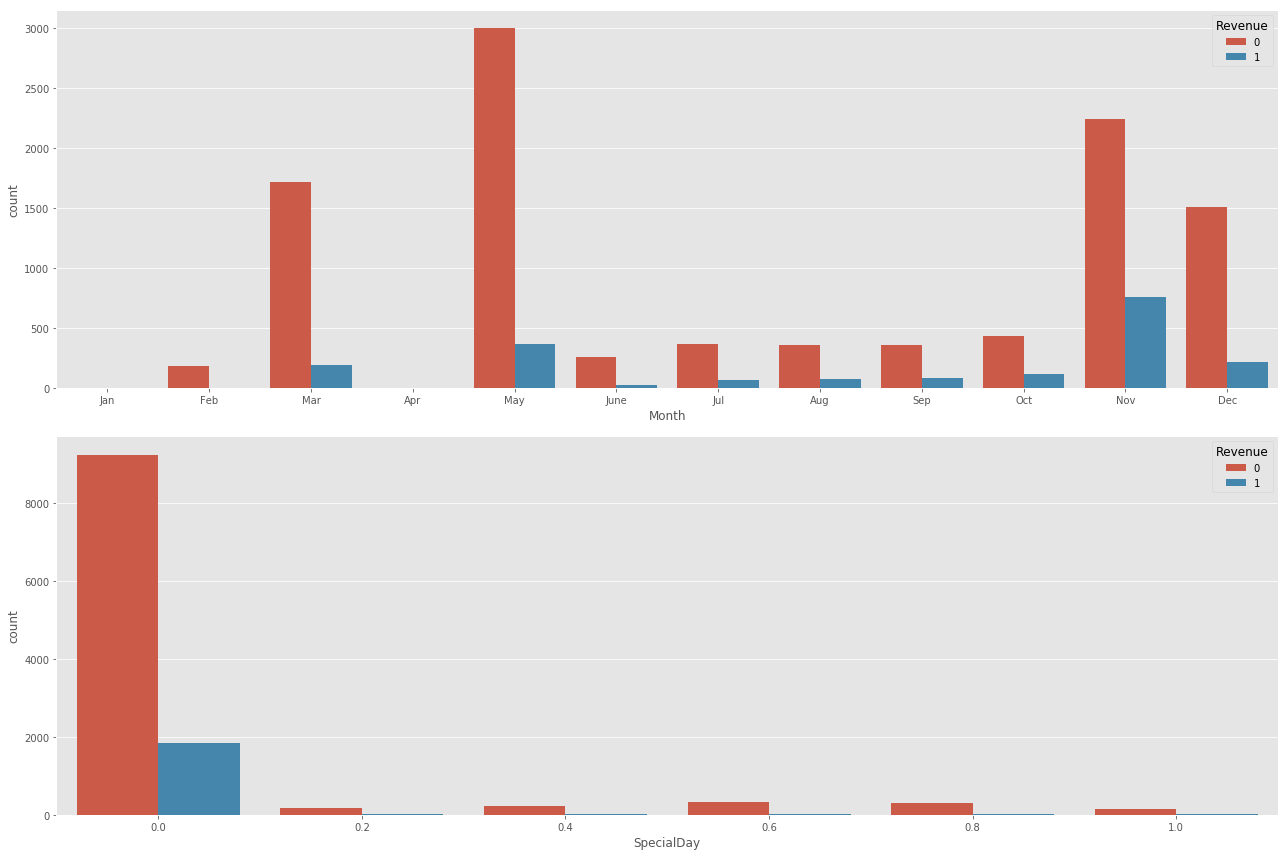 Revenue
0
1
3000
2500
2000
1500
1000
500
0
count
Jan Feb Mar Apr May June Jul Aug Sep Oct Nov Dec
Month
Revenue
0
1
8000
6000
4000
2000
0
count
0.0 0.2 0.4 0.6 0.8 1.0
SpecialDay